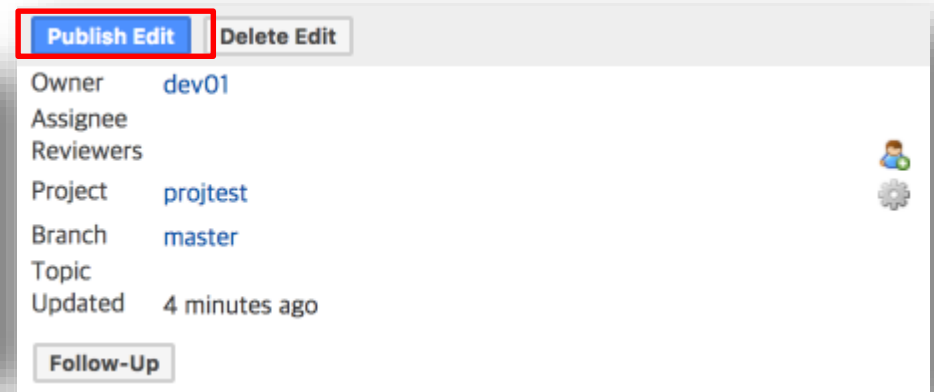 Publish Edit Delete Edit
Owner dev01
Assignee
Reviewers
Project projtest
Branch master
Topic
Updated 4 minutes ago
Follow-Up